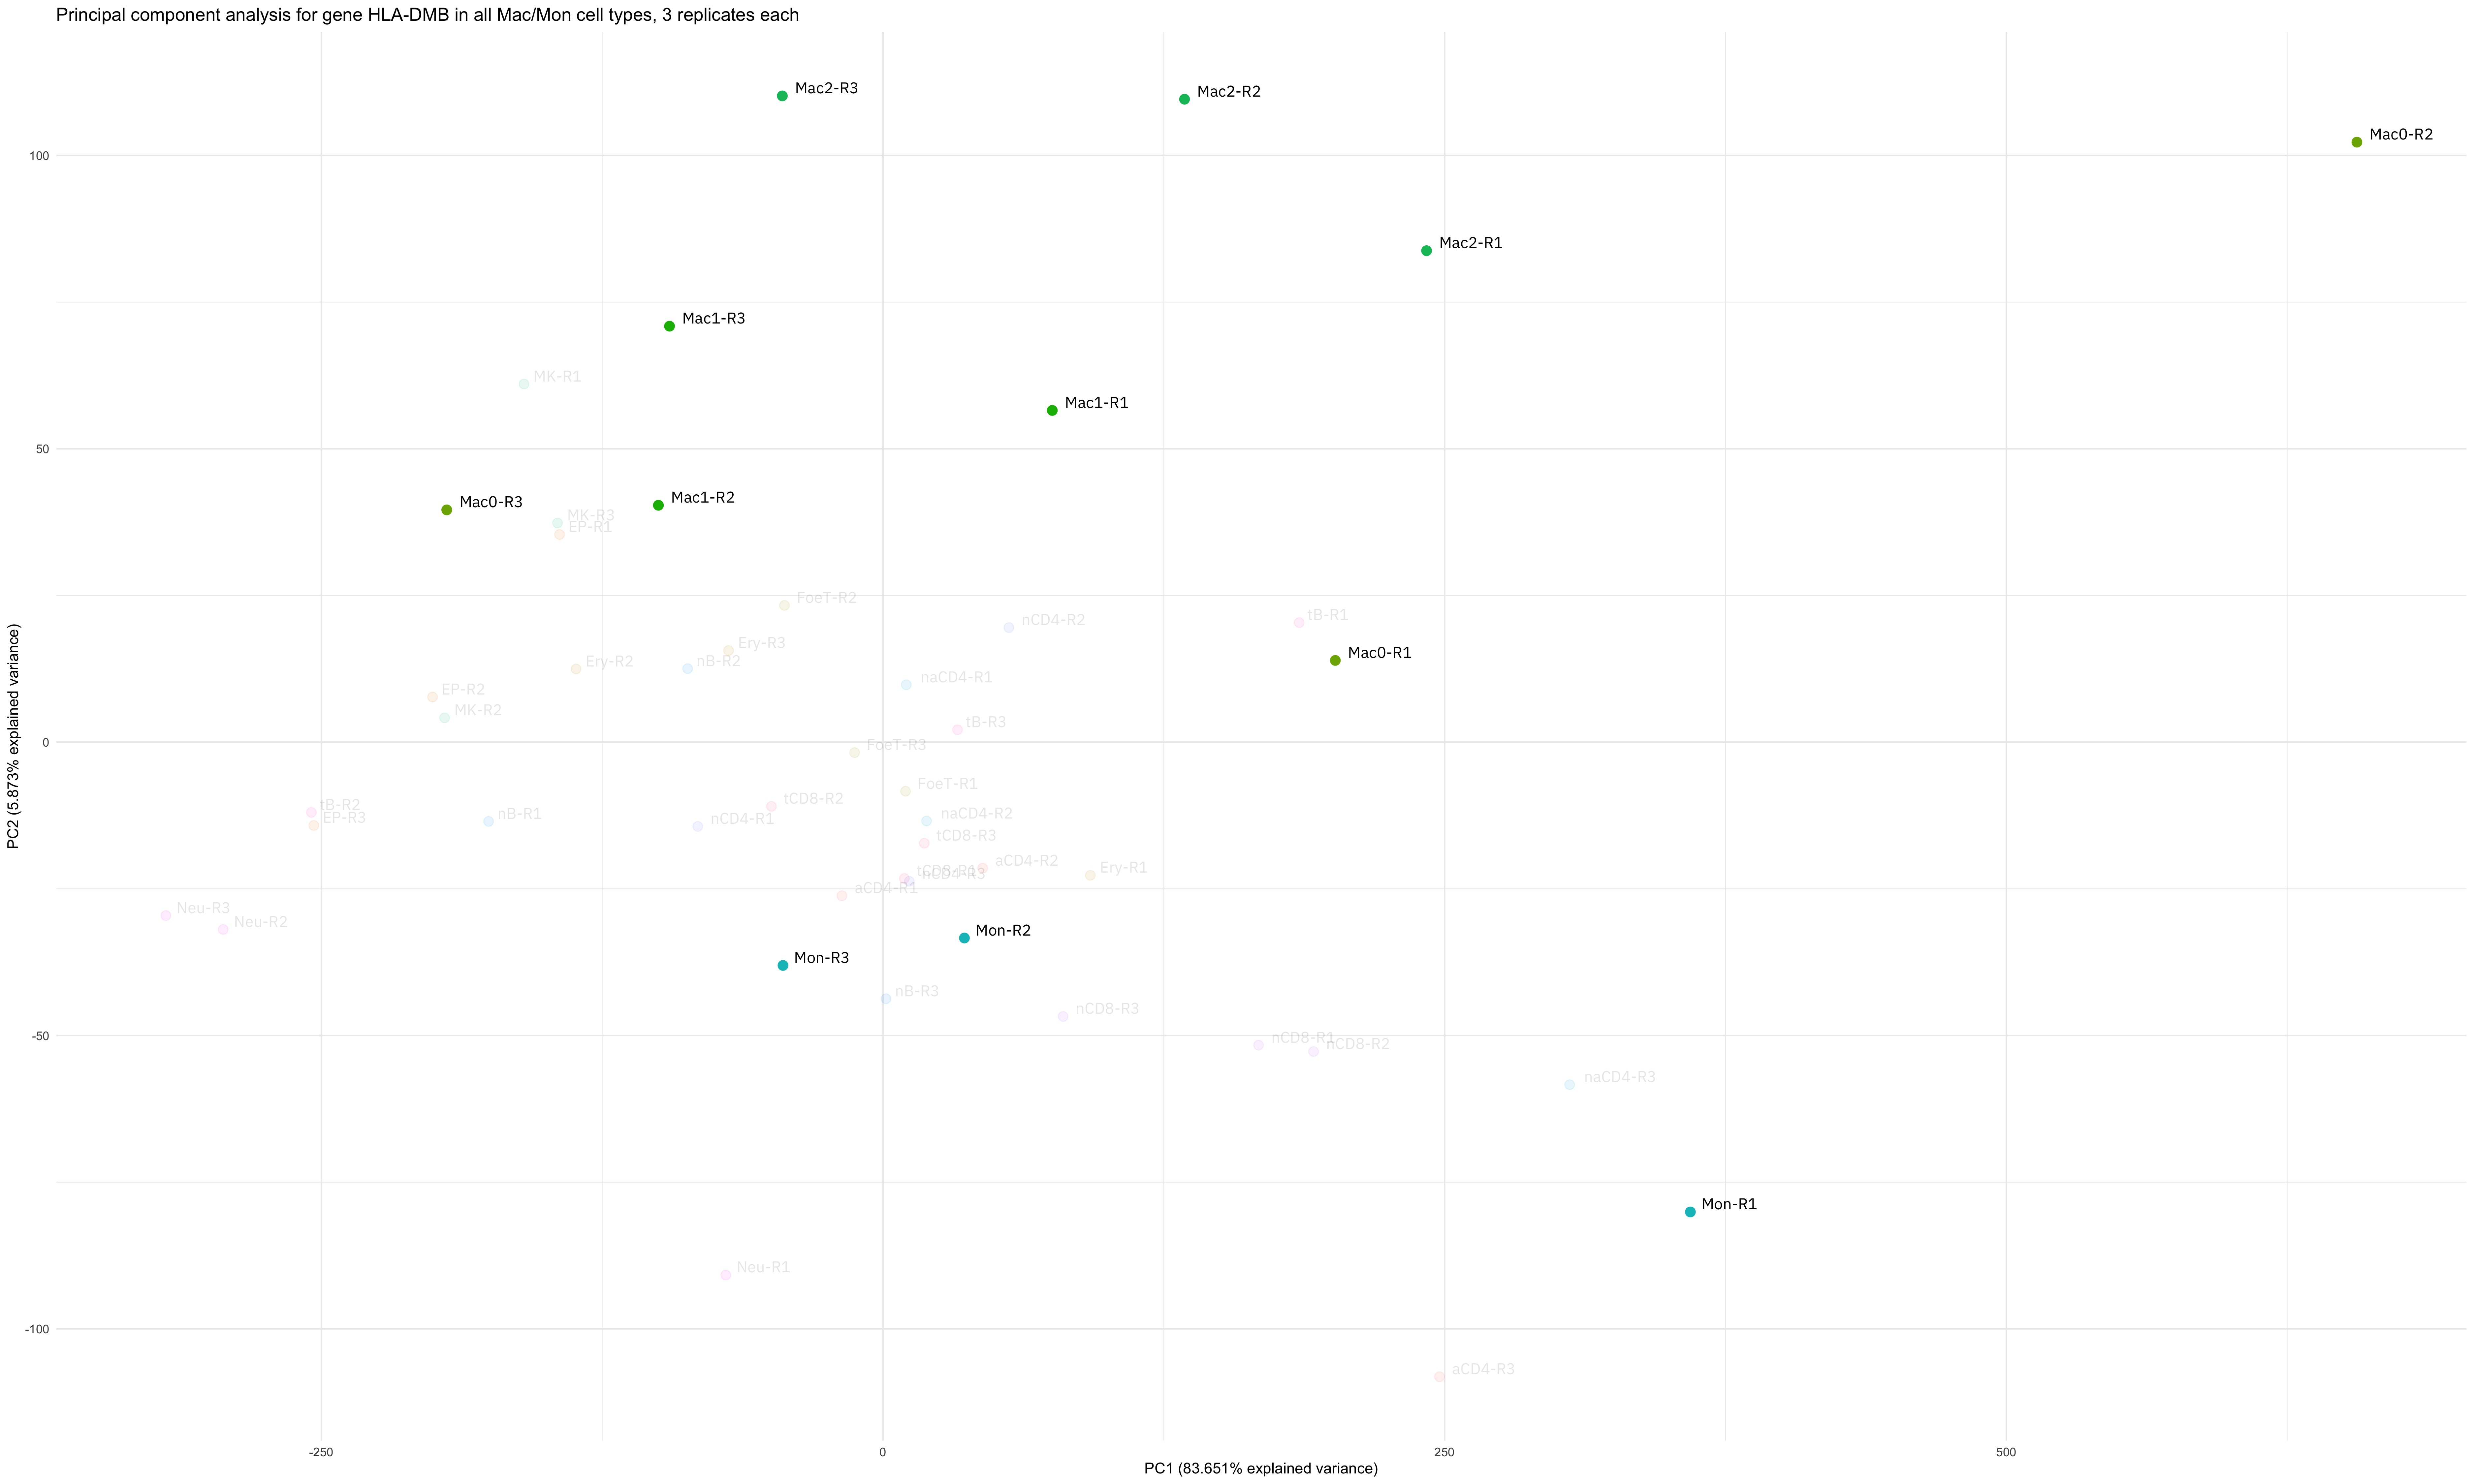 Principal component analysis for gene HLA-DMB in all Mac/Mon cell types, 3 replicates each
Mac2-R3
Mac2-R2
Mac0-R2
100
Mac2-R1
Mac1-R3
MK-R1
Mac1-R1
50
Mac0-R3
Mac1-R2
MK-R3
EP-R1
FoeT-R2
nCD4-R2
tB-R1
Ery-R3
Mac0-R1
Ery-R2
nB-R2
naCD4-R1
EP-R2
MK-R2
tB-R3
0
FoeT-R3
FoeT-R1
tCD8-R2
tB-R2
EP-R3
nB-R1
nCD4-R1
naCD4-R2
tCD8-R3
aCD4-R2
Ery-R1
tCD8-R1
nCD4-R3
aCD4-R1
Neu-R3
Neu-R2
Mon-R2
Mon-R3
nB-R3
nCD8-R3
-50
nCD8-R1
nCD8-R2
naCD4-R3
Mon-R1
Neu-R1
-100
aCD4-R3
-250
0
250
500
PC1 (83.651% explained variance)
PC2 (5.873% explained variance)